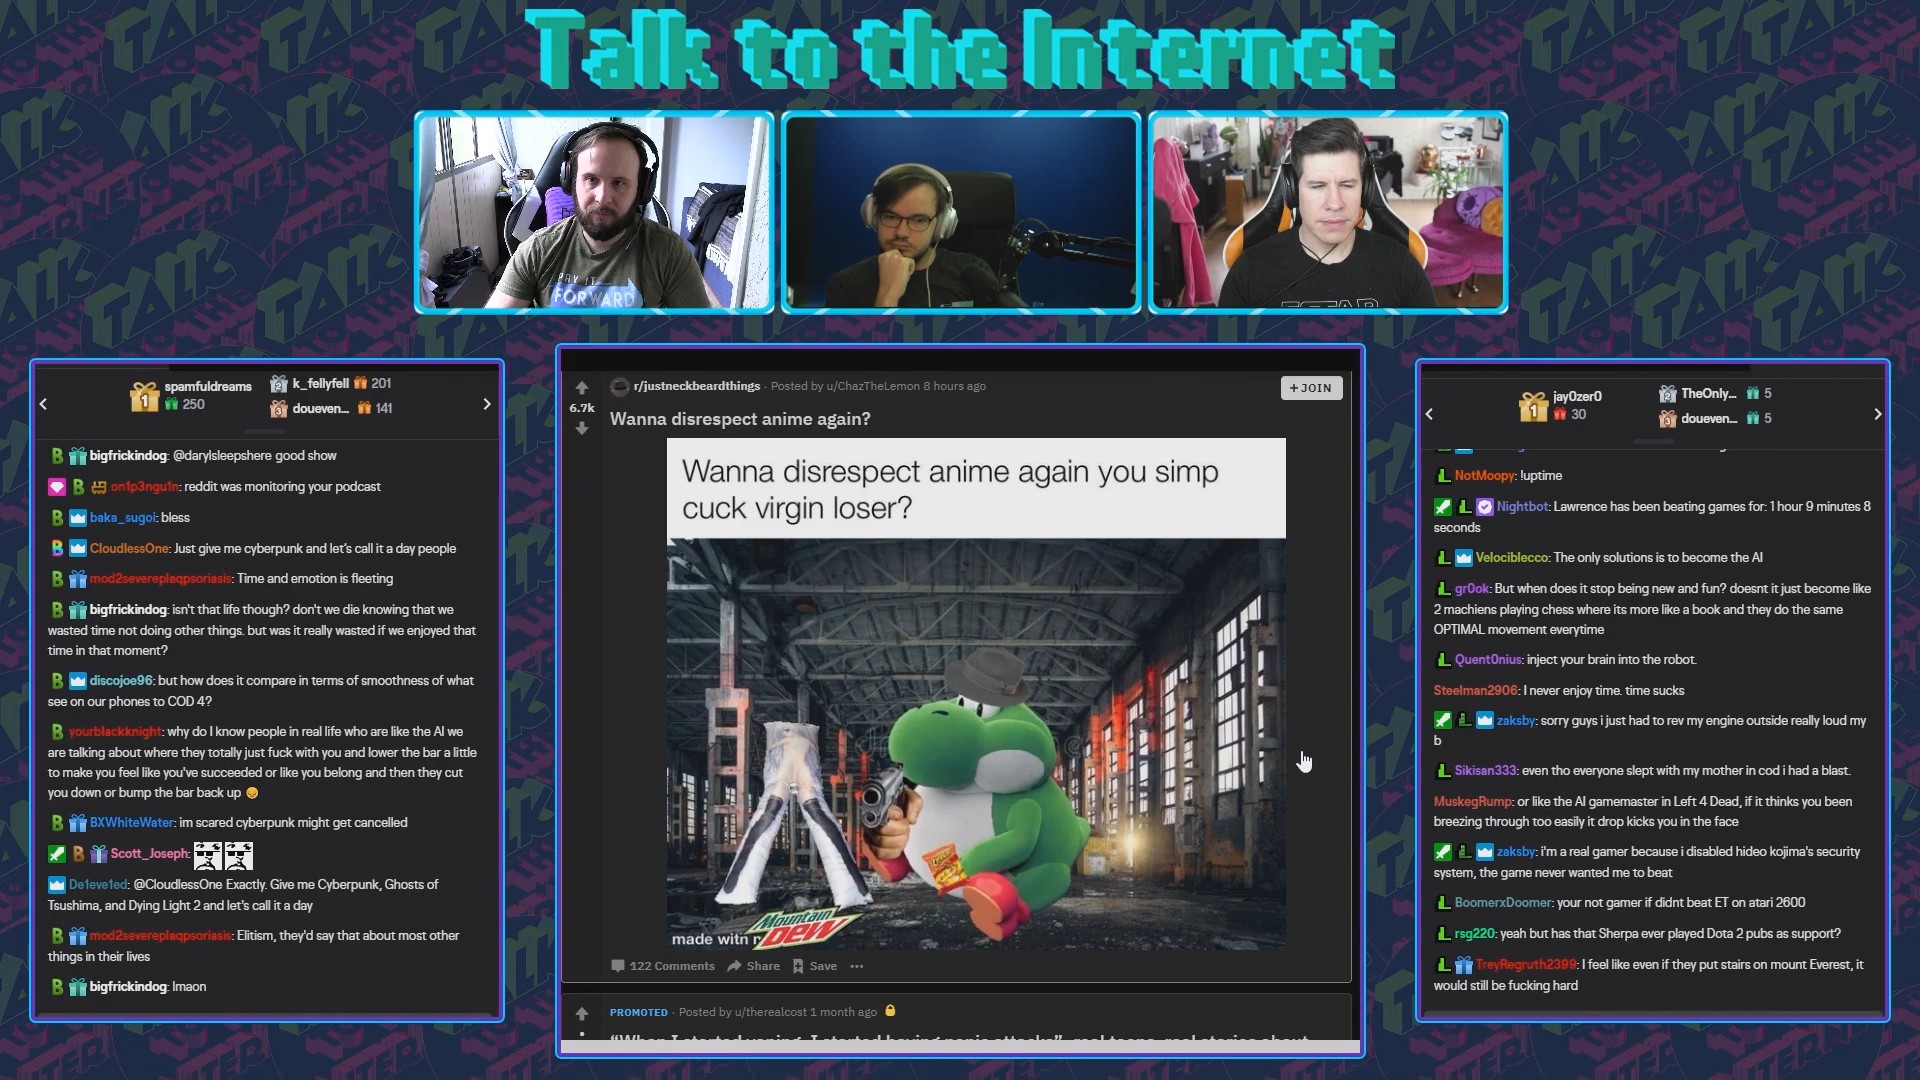 Talk to the Internet
PAY IT
FORWARD
spamfuldreams
250
k_fellyfell 201
doueven... 141
bigfrickindog: @darylsleepshere good show
on1p3ngu1n: reddit was monitoring your podcast
baka_sugoi: bless
CloudlessOne: Just give me cyberpunk and let's call it a day people
mod2severeplaqpsoriasis: Time and emotion is fleeting
bigfrickindog: isn't that life though? don't we die knowing that we
wasted time not doing other things. but was it really wasted if we enjoyed that
time in that moment?
discojoe96: but how does it compare in terms of smoothness of what
see on our phones to COD 4?
yourblackknight: why do I know people in real life who are like the AI we
are talking about where they totally just fuck with you and lower the bar a little
to make you feel like you've succeeded or like you belong and then they cut
you down or bump the bar back up
BXWhiteWater: im scared cyberpunk might get cancelled
Scott_Joseph:
De1eve1ed: @CloudlessOne Exactly. Give me Cyberpunk, Ghosts of
Tsushima, and Dying Light 2 and let's call it a day
mod2severeplaqpsoriasis: Elitism, they'd say that about most other
things in their lives
bigfrickindog: lmaon
r/justneckbeardthings · Posted by u/ChazTheLemon 8 hours ago
+ JOIN
6.7k
Wanna disrespect anime again?
Wanna disrespect anime again you simp
cuck virgin loser?
Mountain
Dew
made with
122 Comments Share Save ...
PROMOTED · Posted by u/therealcost 1 month ago
jay0zer0
30
TheOnly... 5
doueven... 5
NotMoopy: !uptime
Nightbot: Lawrence has been beating games for: 1 hour 9 minutes 8
seconds
Velociblecco: The only solutions is to become the AI
gr0ok: But when does it stop being new and fun? doesnt it just become like
2 machiens playing chess where its more like a book and they do the same
OPTIMAL movement everytime
Quent0nius: inject your brain into the robot.
Steelman2906: I never enjoy time. time sucks
zaksby: sorry guys i just had to rev my engine outside really loud my
b
Sikisan333: even tho everyone slept with my mother in cod i had a blast.
MuskegRump: or like the AI gamemaster in Left 4 Dead, if it thinks you been
breezing through too easily it drop kicks you in the face
zaksby: i'm a real gamer because i disabled hideo kojima's security
system, the game never wanted me to beat
BoomerxDoomer: your not gamer if didnt beat ET on atari 2600
rsg220: yeah but has that Sherpa ever played Dota 2 pubs as support?
TreyRegruth2399: I feel like even if they put stairs on mount Everest, it
would still be fucking hard